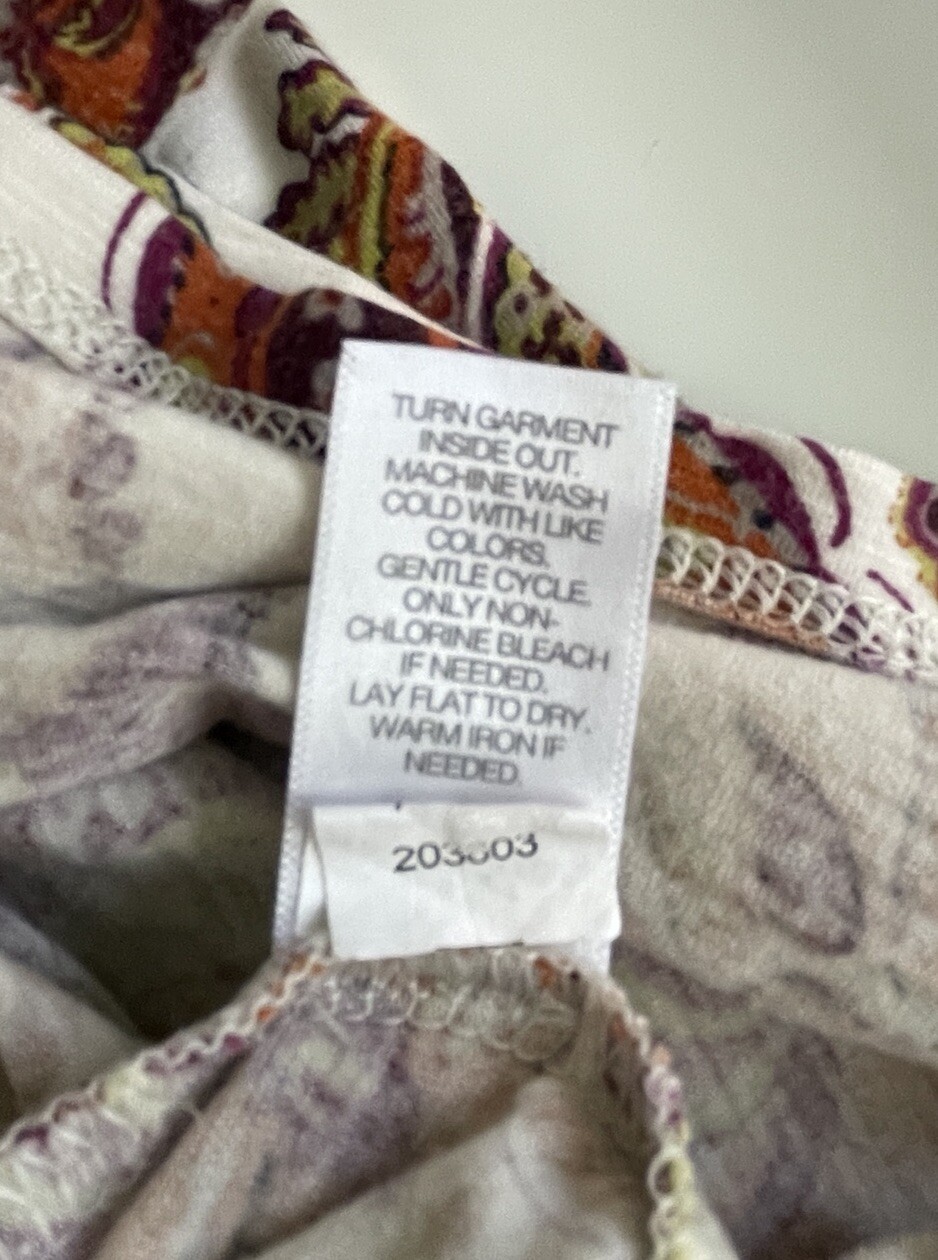 TURN GARMENT
INSIDE OUT.
MACHINE WASH
COLD WITH LIKE
COLORS.
GENTLE CYCLE.
ONLY NON-
CHLORINE BLEACH
IF NEEDED.
LAY FLAT TO DRY.
WARM IRON IF
NEEDED.